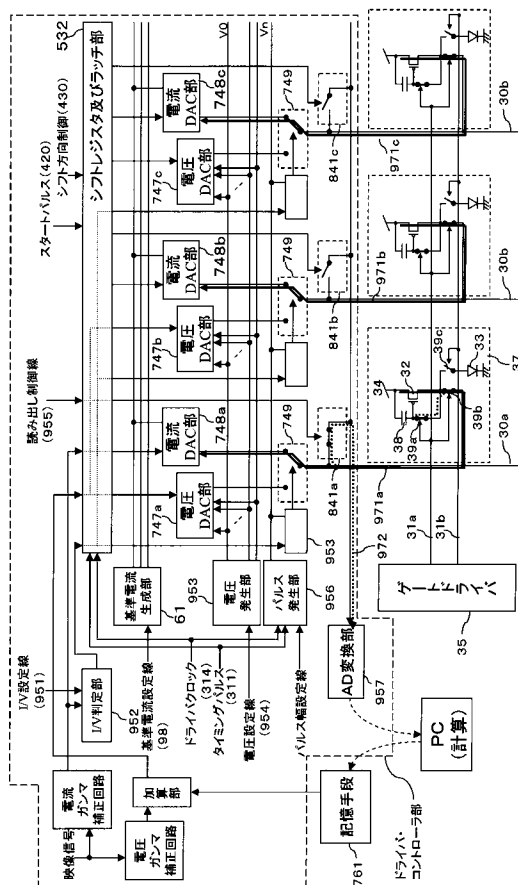 532
シフトレジスタ及びラッチ部
スタートパルス(420)
シフト方向制御(430)
読み出し制御線
(955)
I/V設定線
(951)
V0
Vn
電流
DAC部
748c
電圧
DAC部
747c
749
841c
971c
30b
電流
DAC部
748b
電圧
DAC部
747b
749
841b
971b
30b
電流
DAC部
748a
電圧
DAC部
747a
749
841a
971a
30a
953
972
34
32
38
39a
39b
39c
33
37
31a
31b
ゲートドライバ
35
基準電流
生成部
61
電圧
発生部
953
パルス
発生部
956
AD変換部
957
PC
(計算)
I/V判定部
952
基準電流設定線
(98)
ドライバクロック
(314)
タイミングパルス
(311)
電圧設定線
(954)
パルス幅設定線
電流ガンマ
補正回路
映像信号
電圧ガンマ
補正回路
加算部
記憶手段
761
ドライバ・
コントローラ部